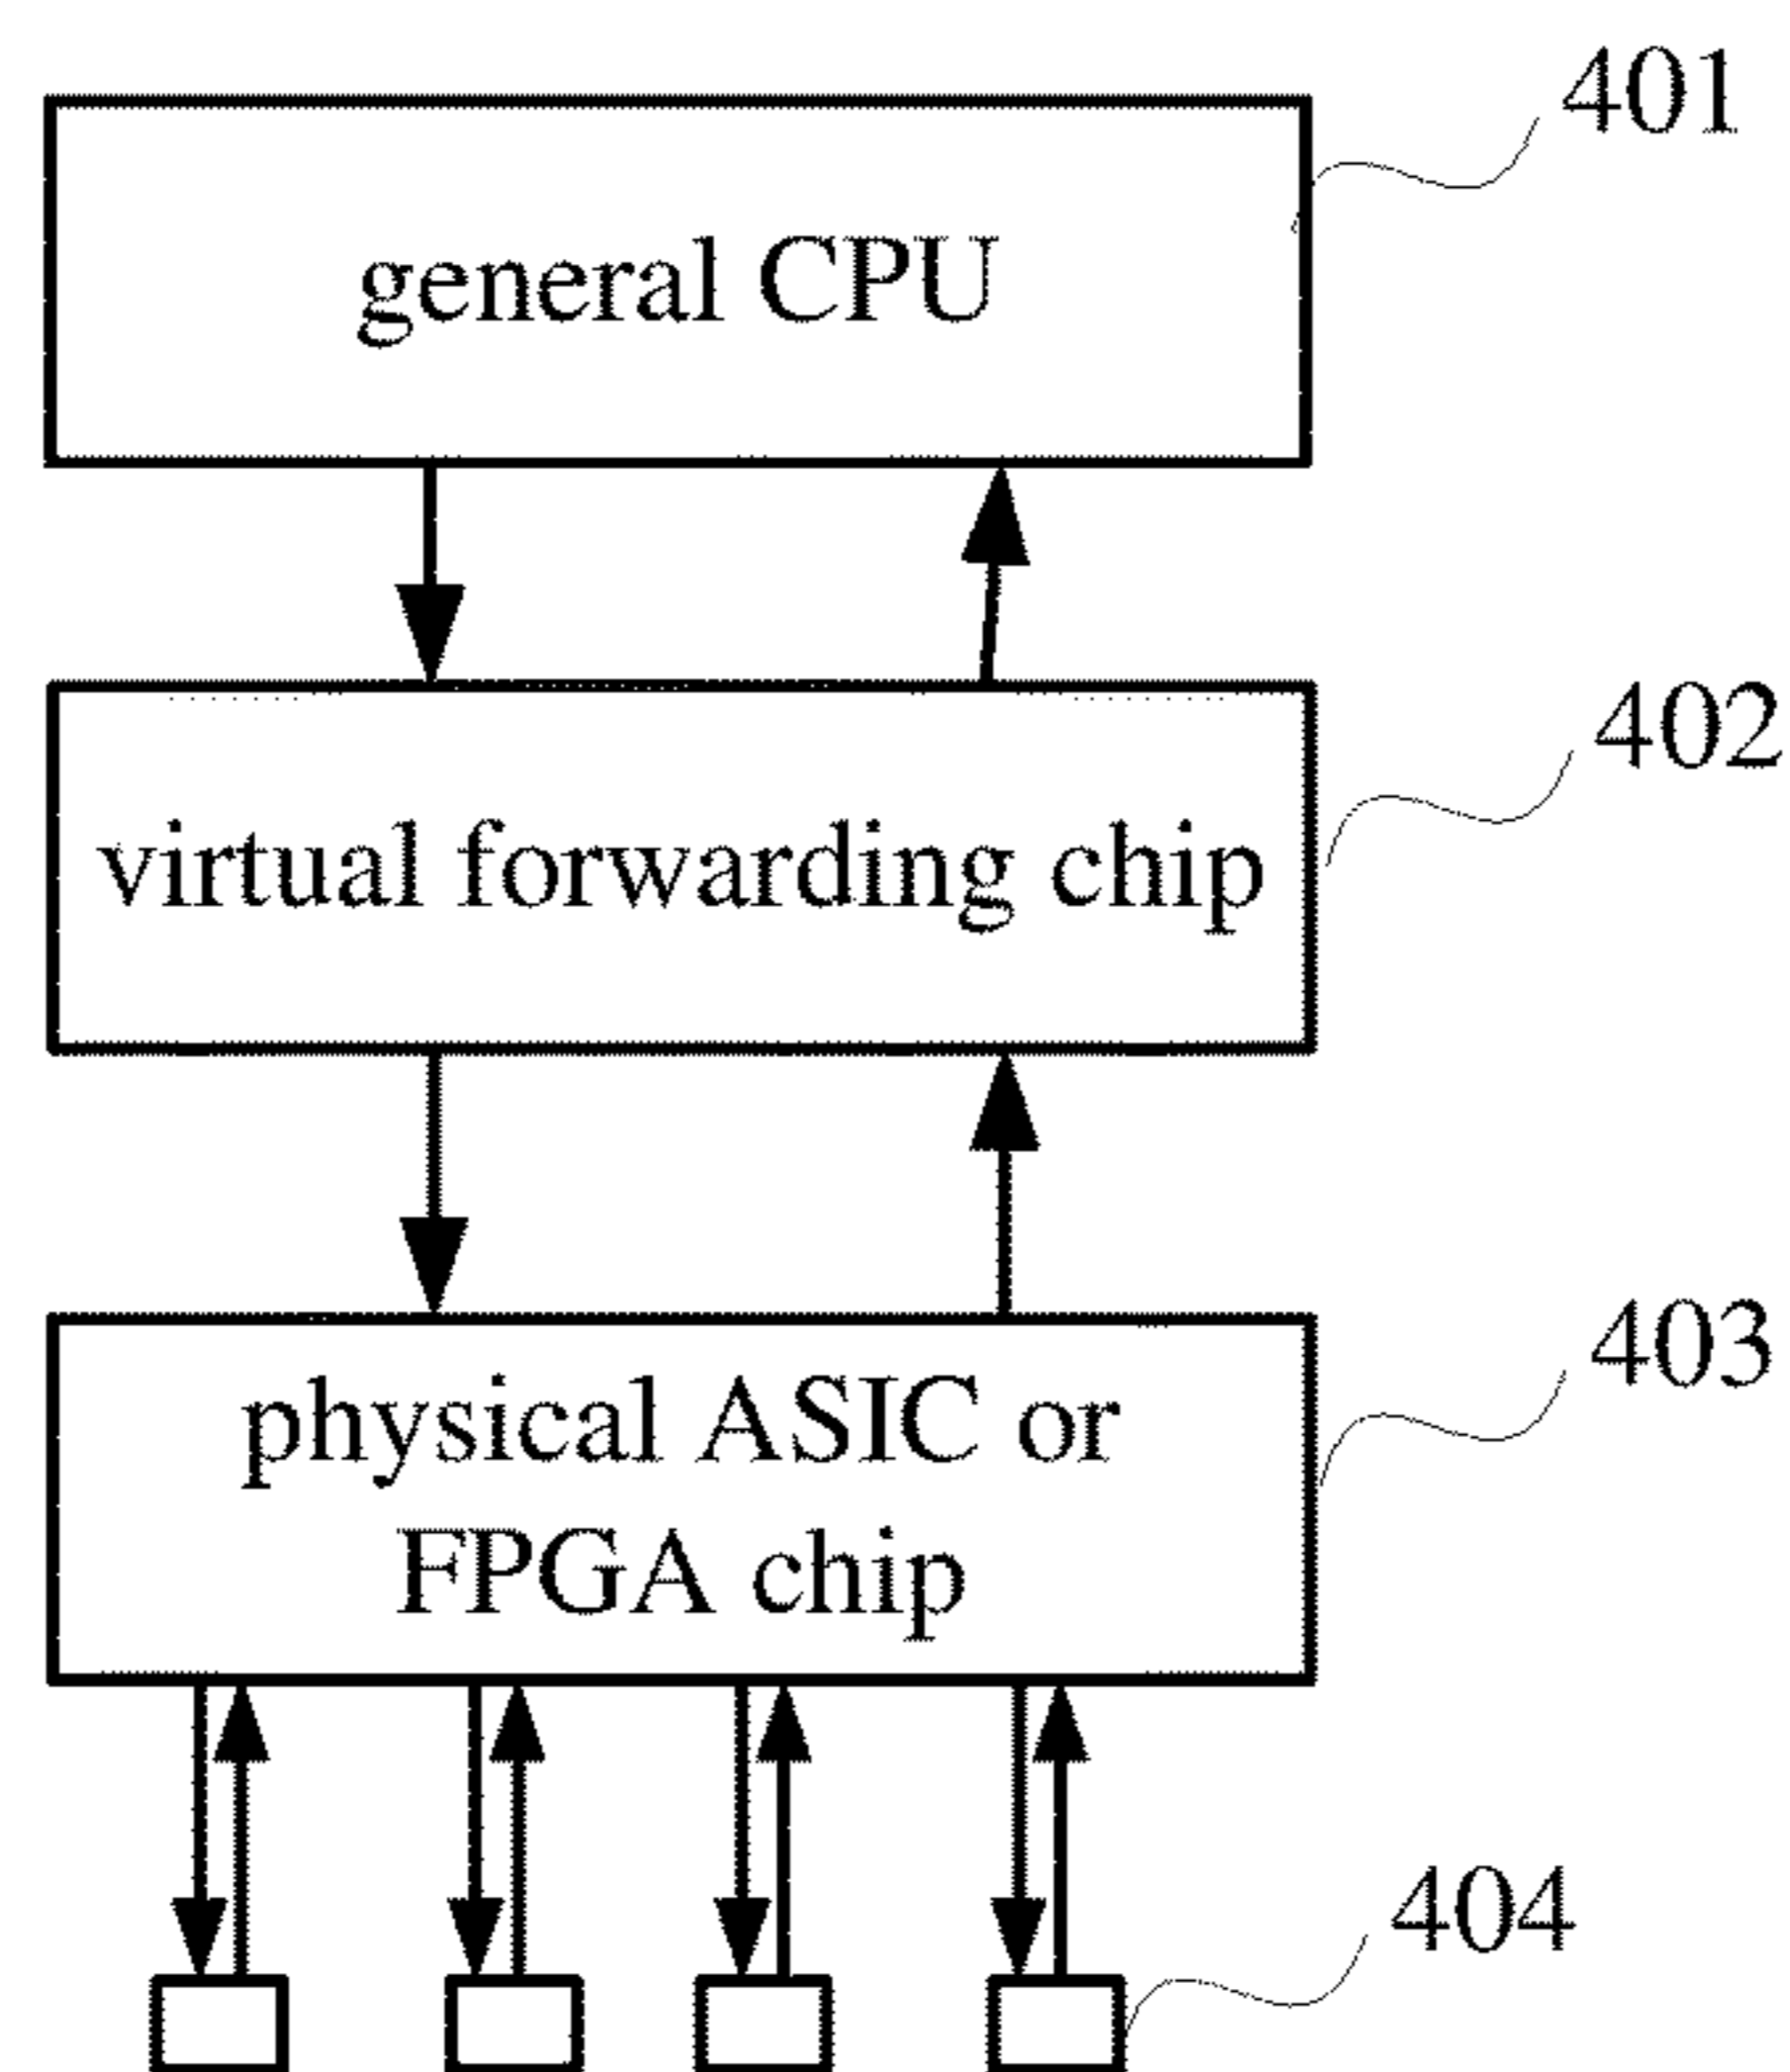 401
general CPU
402
virtual forwarding chip
403
physical ASIC or
FPGA chip
404